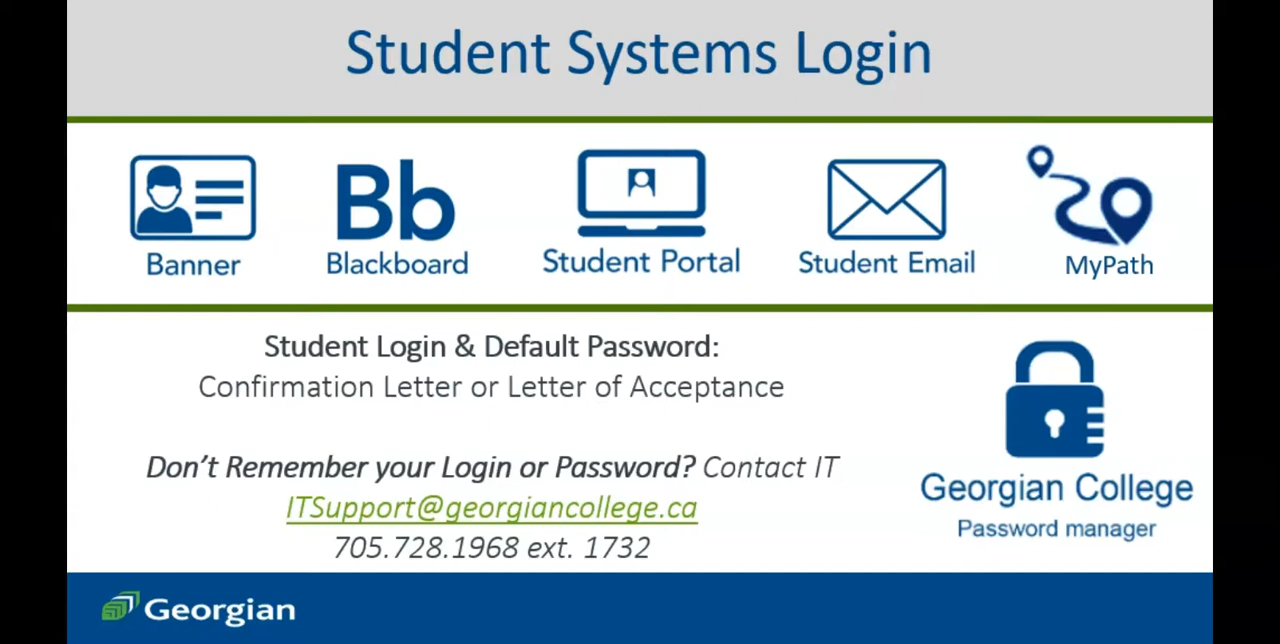 Student Systems Login
Banner
Bb
Blackboard
Student Portal
Student Email
MyPath
Student Login & Default Password:
Confirmation Letter or Letter of Acceptance
Don't Remember your Login or Password? Contact IT
ITSupport@georgiancollege.ca
705.728.1968 ext. 1732
Georgian College
Password manager
Georgian